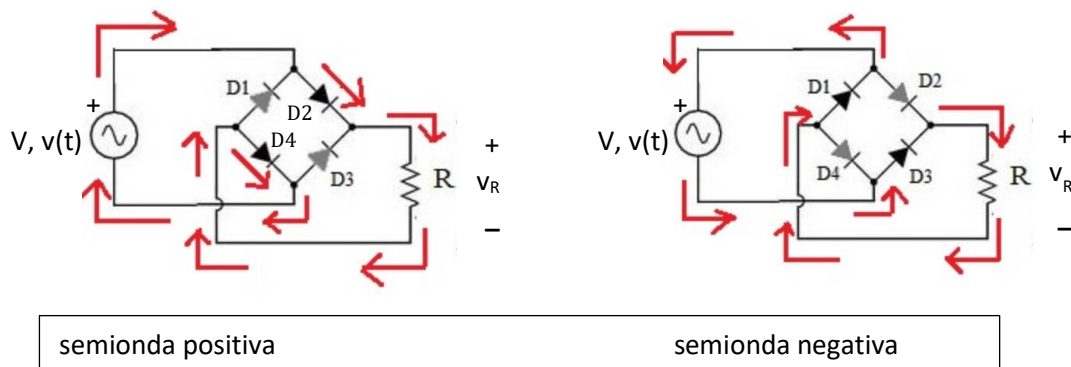 D1
D2
D4
D3
+
V, v(t)
R
+
vR
–
D1
D2
D4
D3
+
V, v(t)
R
+
vR
–
semionda positiva
semionda negativa